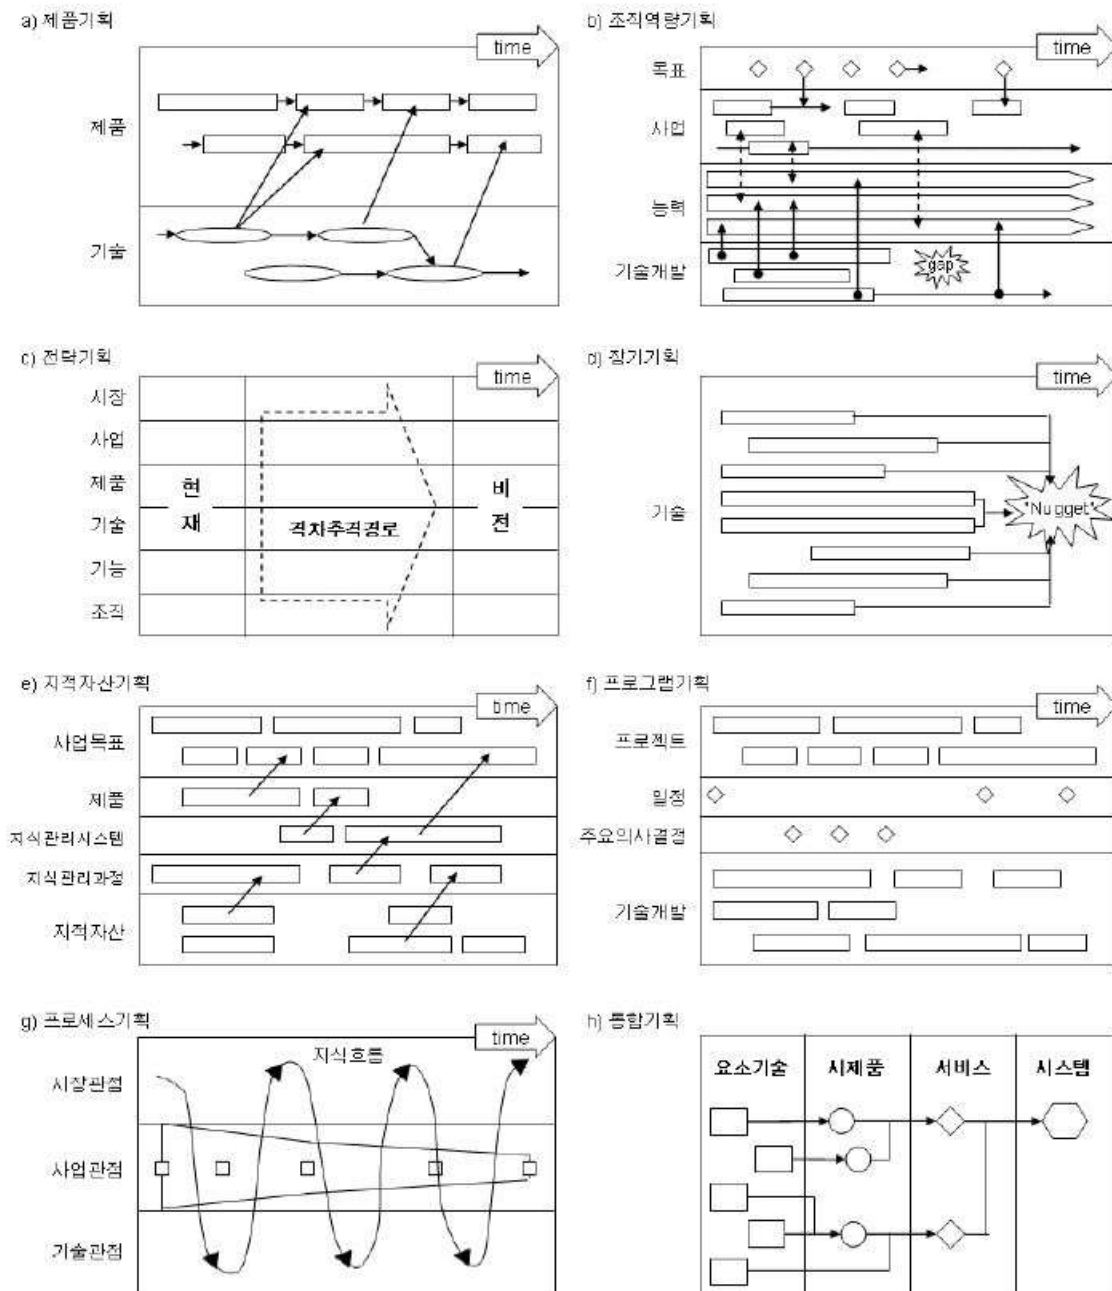 a) 제품기획
time
제품
기술
b) 조직역량기획
time
목표
사업
능력
기술개발
gap
c) 전략기획
time
시장
사업
제품
기술
기능
조직
현재
격차추격경로
비전
d) 장기기획
time
기술
"Nugget"
e) 지적자산기획
time
사업목표
제품
지식관리시스템
지식관리과정
지적자산
f) 프로그램기획
time
프로젝트
일정
주요의사결정
기술개발
g) 프로세스기획
time
지식흐름
시장관점
사업관점
기술관점
h) 통합기획
요소기술
시제품
서비스
시스템